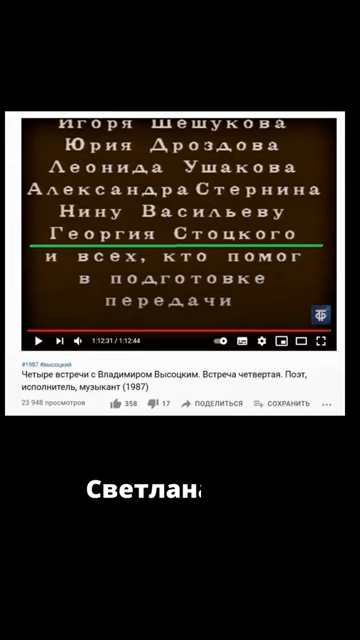 Игоря Шешукова
Юрия Дроздова
Леонида Ушакова
Александра Стернина
Нину Васильеву
Георгия Стоцкого
и всех, кто помог
в подготовке
передачи
1:12:31 / 1:12:44
#1987 #высоцкий
Четыре встречи с Владимиром Высоцким. Встреча четвертая. Поэт,
исполнитель, музыкант (1987)
23 948 просмотров 358 17 ПОДЕЛИТЬСЯ СОХРАНИТЬ
Светлана